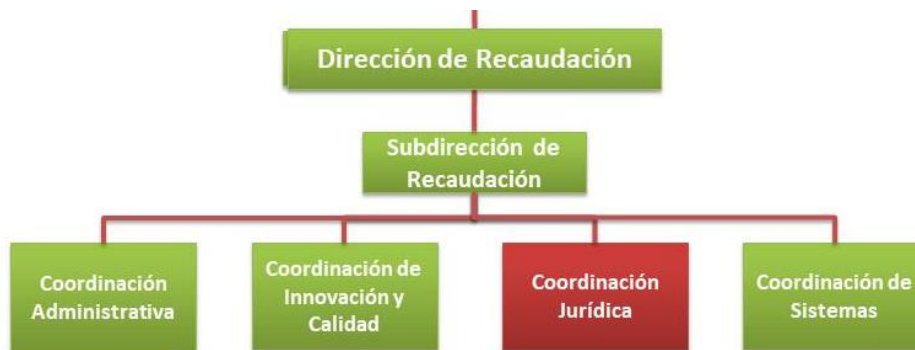 Dirección de Recaudación
Subdirección de
Recaudación
Coordinación
Administrativa
Coordinación de
Innovación y
Calidad
Coordinación
Jurídica
Coordinación de
Sistemas